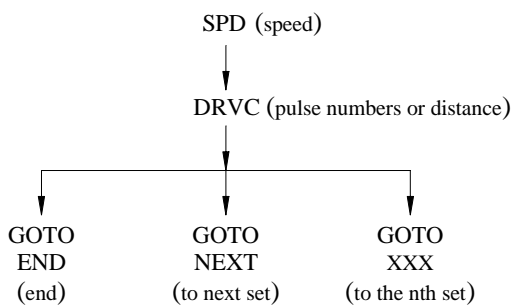 SPD (speed)
DRVC (pulse numbers or distance)
GOTO GOTO GOTO
END NEXT XXX
(end) (to next set) (to the nth set)